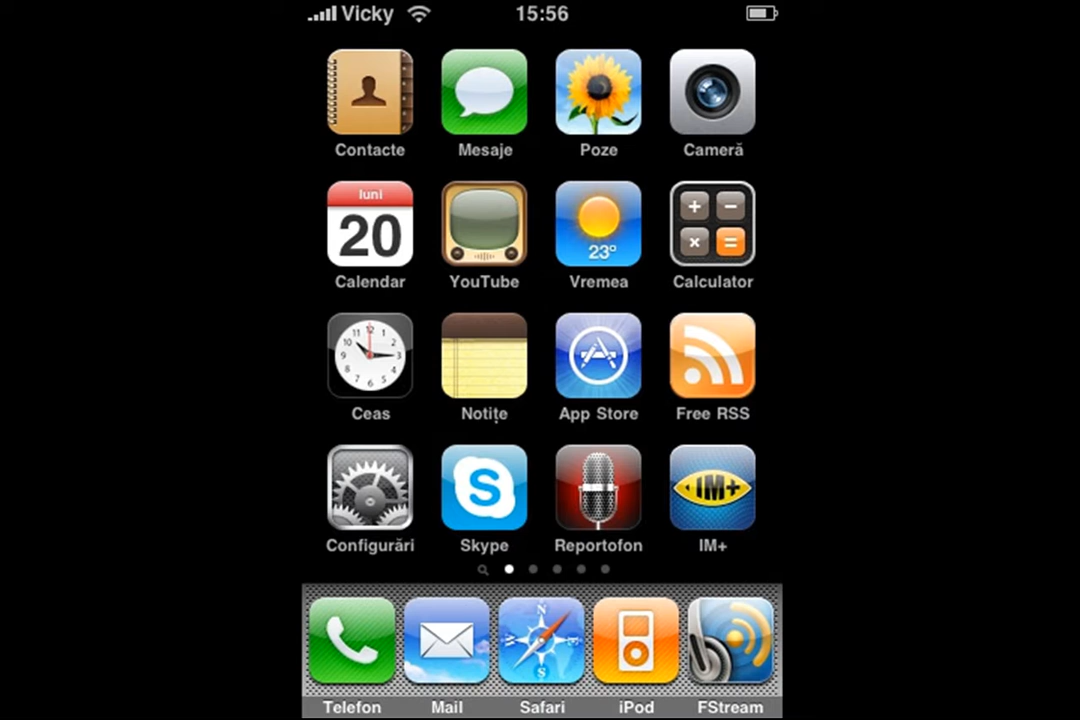 Vicky 15:56
Contacte Mesaje Poze Cameră
luni
20 23°
Calendar YouTube Vremea Calculator
Ceas Notițe App Store Free RSS
IM+
Configurări Skype Reportofon IM+
Telefon Mail Safari iPod FStream